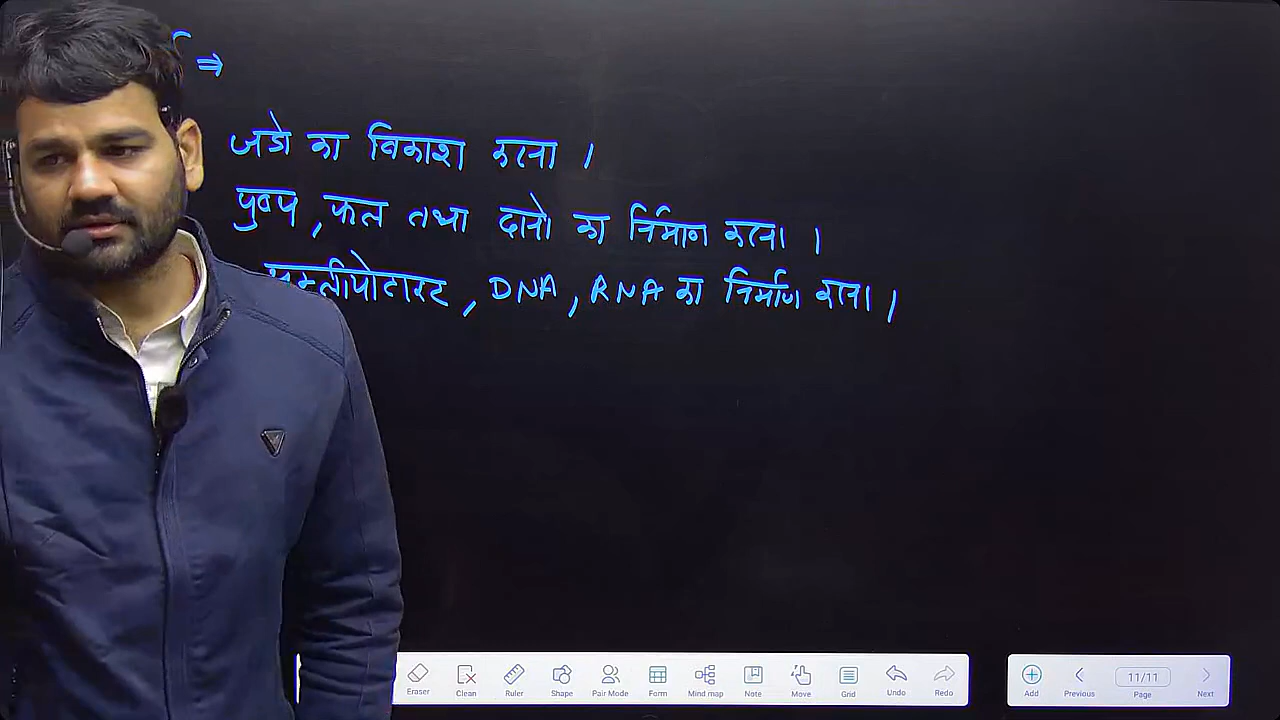 ⇒
जडो का विकाश करना ।
पुष्प, फल तथा दानो का निर्माण करना ।
DNA, RNA का निर्माण करना ।
Eraser Clean Ruler Shape Pair Mode Form Mind map Note Move Grid Undo Redo Add Previous 11/11 Page Next